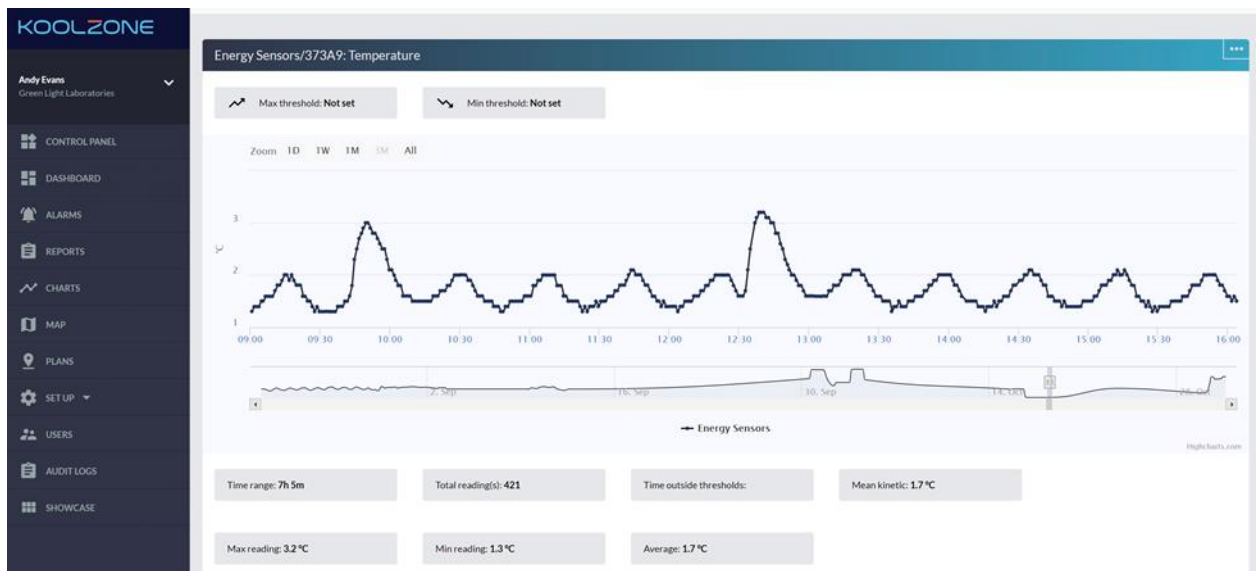 KOOLZONE
Andy Evans
Green Light Laboratories
CONTROL PANEL
DASHBOARD
ALARMS
REPORTS
CHARTS
MAP
PLANS
SET UP
USERS
AUDIT LOGS
SHOWCASE
Energy Sensors/373A9: Temperature
Max threshold: Not set Min threshold: Not set
Zoom 1D 1W 1M 3M All
3
°C
2
1
09:00 09:30 10:00 10:30 11:00 11:30 12:00 12:30 13:00 13:30 14:00 14:30 15:00 15:30 16:00
2. Sep 16. Sep 30. Sep 14. Oct 28. Oct
Energy Sensors
Highcharts.com
Time range: 7h 5m Total reading(s): 421 Time outside thresholds: Mean kinetic: 1.7 °C
Max reading: 3.2 °C Min reading: 1.3 °C Average: 1.7 °C